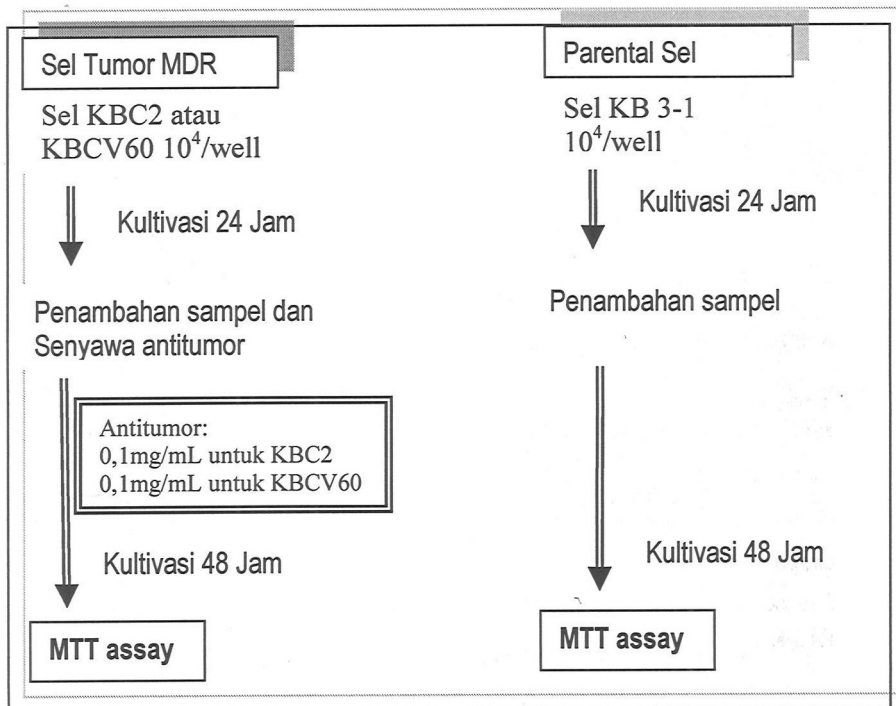 Sel Tumor MDR
Sel KBC2 atau
KBCV60 10⁴/well
Kultivasi 24 Jam
Penambahan sampel dan
Senyawa antitumor
Antitumor:
0,1mg/mL untuk KBC2
0,1mg/mL untuk KBCV60
Kultivasi 48 Jam
MTT assay
Parental Sel
Sel KB 3-1
10⁴/well
Kultivasi 24 Jam
Penambahan sampel
Kultivasi 48 Jam
MTT assay